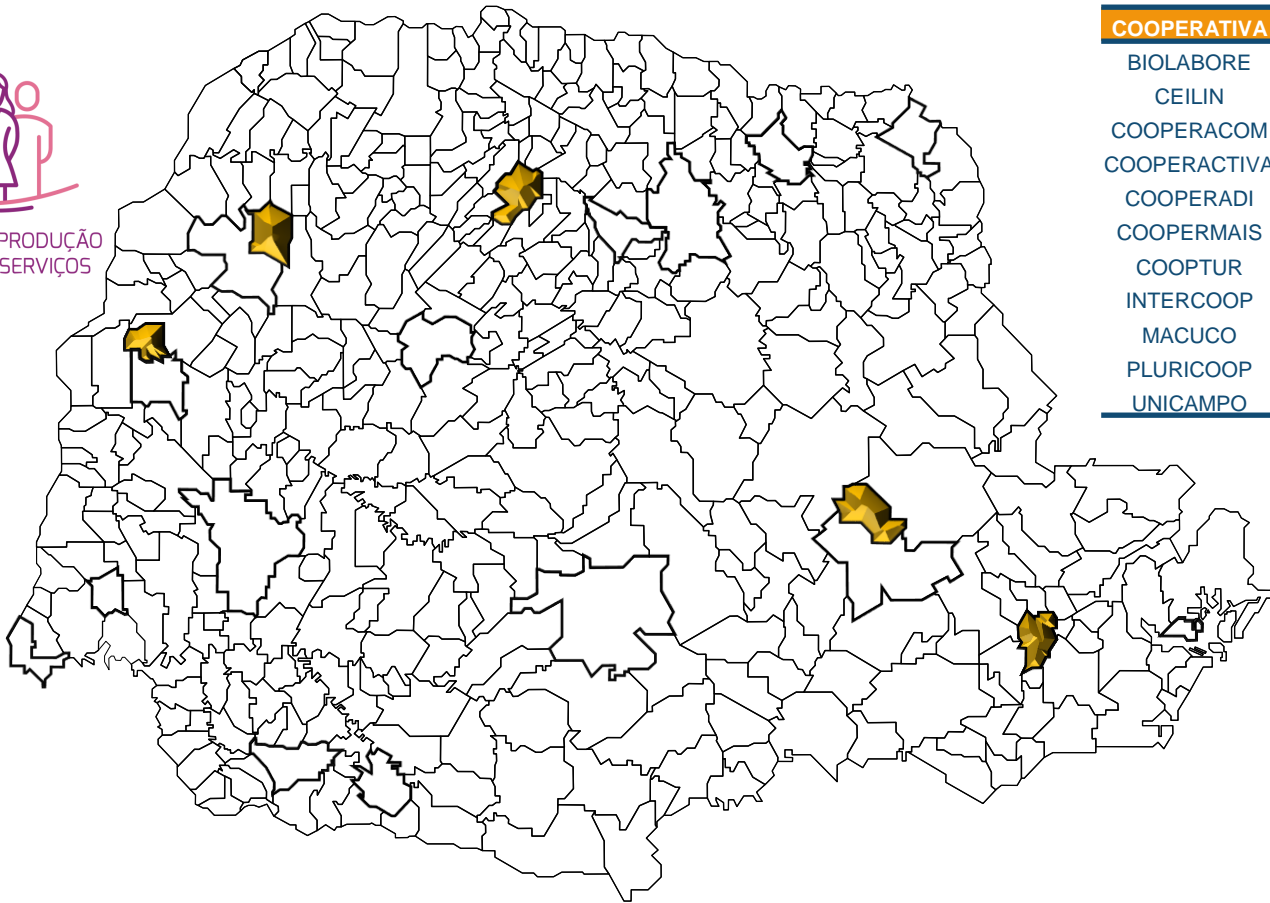 PRODUÇÃO
SERVIÇOS
COOPERATIVA
BIOLABORE
CEILIN
COOPERACOM
COOPERACTIVA
COOPERADI
COOPERMAIS
COOPTUR
INTERCOOP
MACUCO
PLURICOOP
UNICAMPO